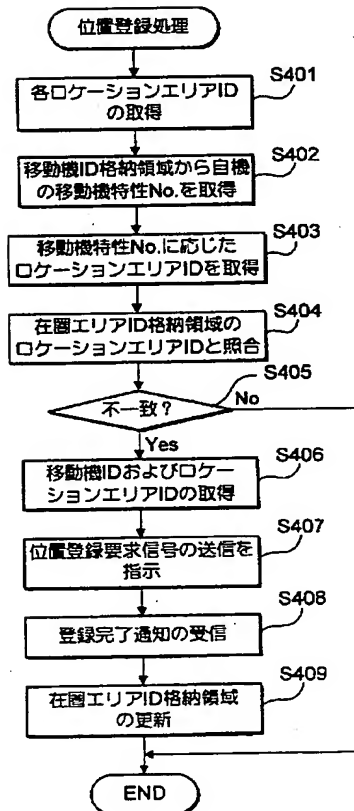 位置登録処理
S401
各ロケーションエリアID
の取得
S402
移動機ID格納領域から自機
の移動機特性No.を取得
S403
移動機特性No.に応じた
ロケーションエリアIDを取得
S404
在圏エリアID格納領域の
ロケーションエリアIDと照合
S405
不一致?
No
Yes
S406
移動機IDおよびロケー
ションエリアIDの取得
S407
位置登録要求信号の送信を
指示
S408
登録完了通知の受信
S409
在圏エリアID格納領域
の更新
END